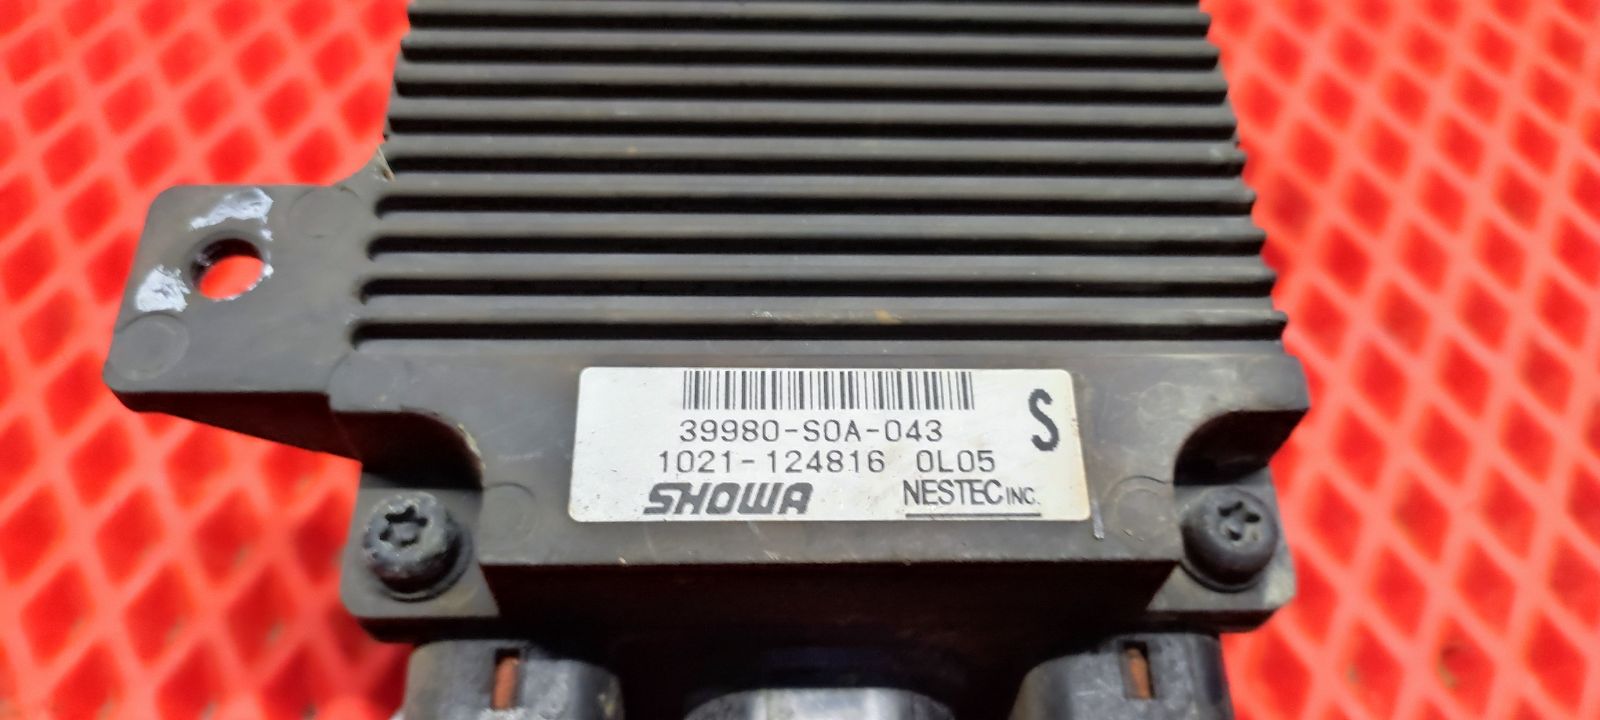 39980-S0A-043
S
1021-124816 0L05
SHOWA NESTEC INC.